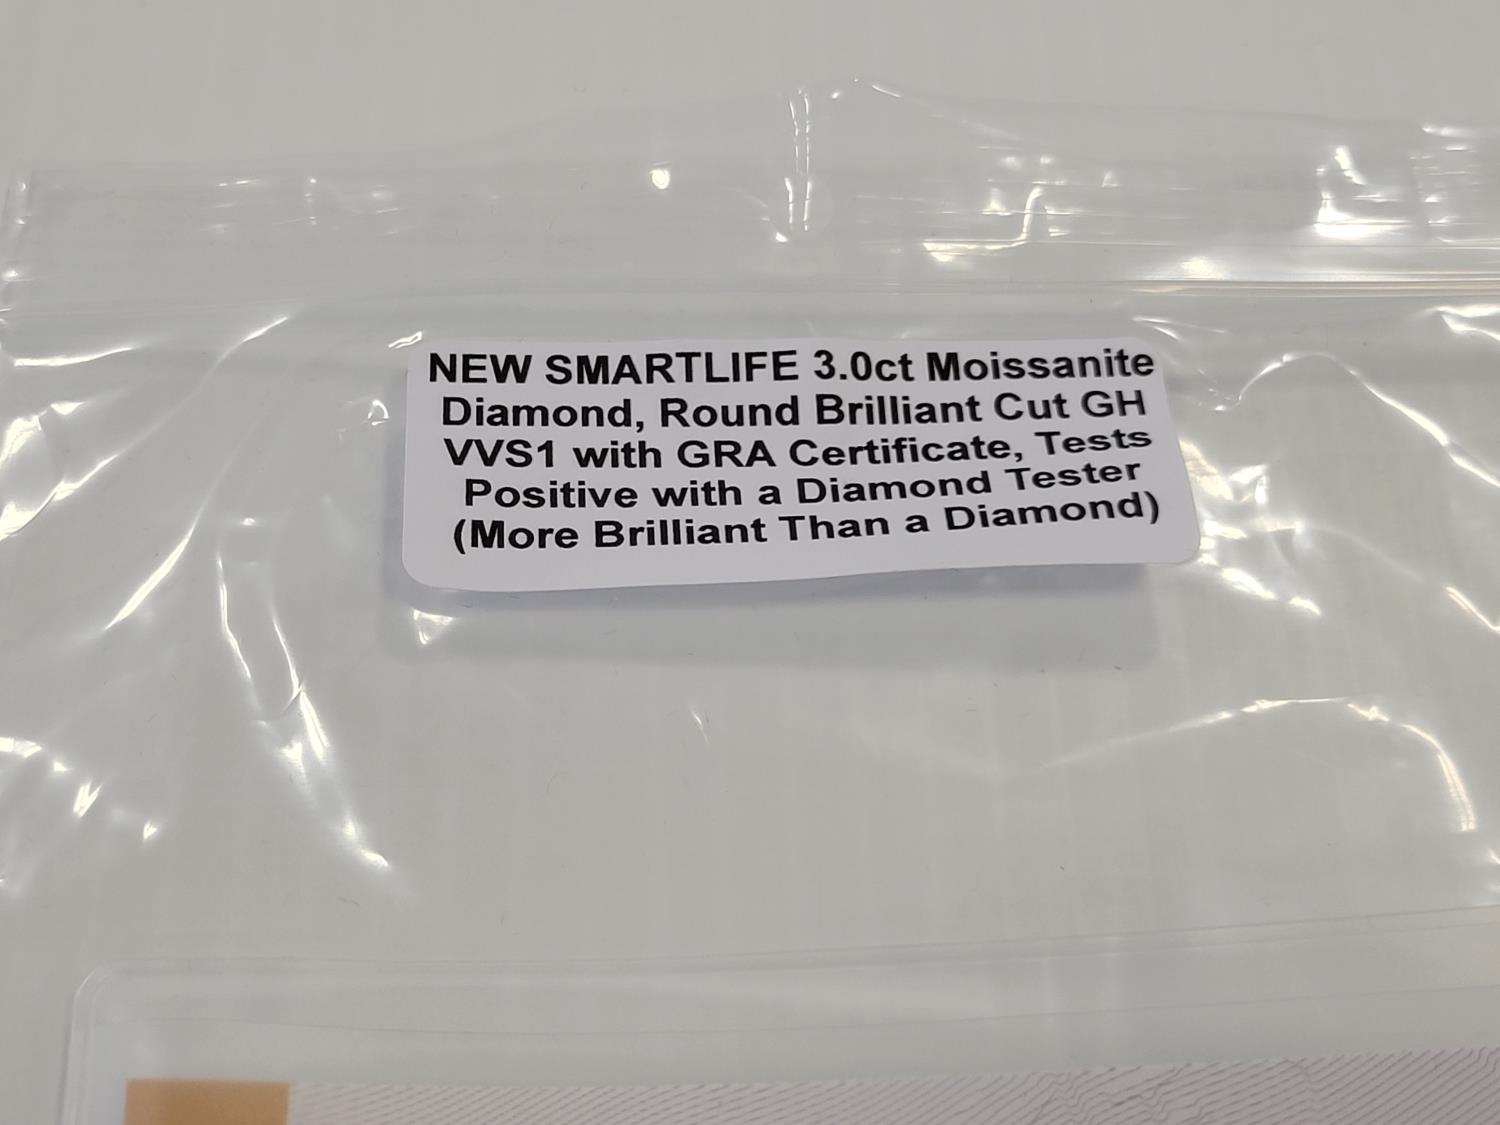 NEW SMARTLIFE 3.0ct Moissanite
Diamond, Round Brilliant Cut GH
VVS1 with GRA Certificate, Tests
Positive with a Diamond Tester
(More Brilliant Than a Diamond)